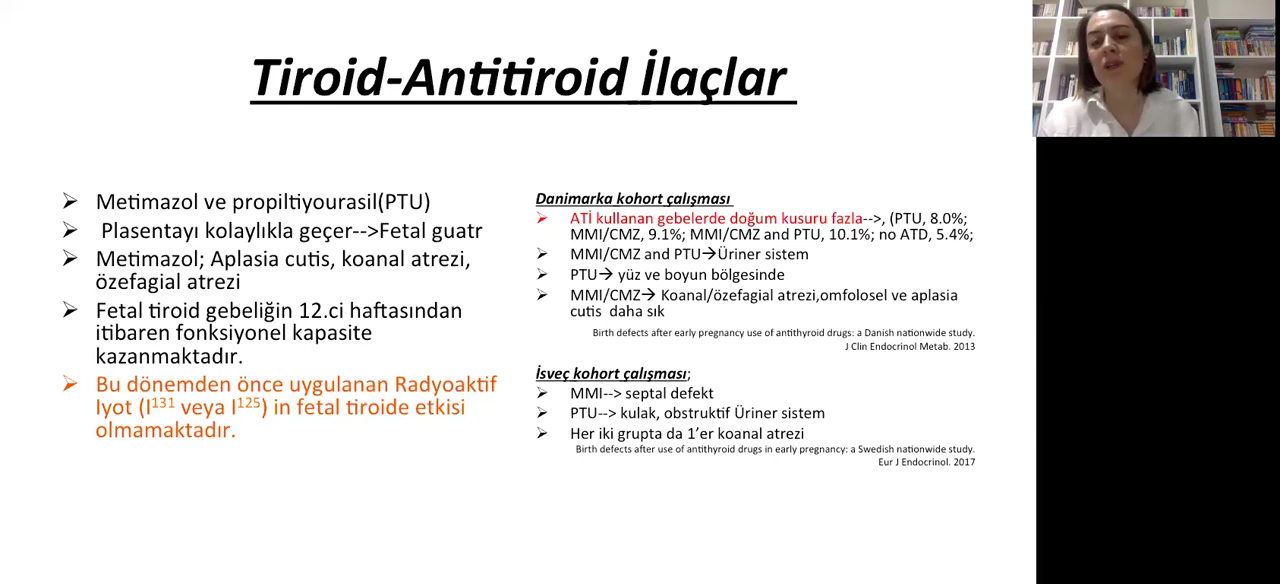 Tiroid-Antitiroid İlaçlar
➢ Metimazol ve propiltiyourasil(PTU)
➢ Plasentayı kolaylıkla geçer-->Fetal guatr
➢ Metimazol; Aplasia cutis, koanal atrezi,
özefagial atrezi
➢ Fetal tiroid gebeliğin 12.ci haftasından
itibaren fonksiyonel kapasite
kazanmaktadır.
➢ Bu dönemden önce uygulanan Radyoaktif
Iyot (I¹³¹ veya I¹²⁵) in fetal tiroide etkisi
olmamaktadır.
Danimarka kohort çalışması
➢ ATİ kullanan gebelerde doğum kusuru fazla-->, (PTU, 8.0%;
MMI/CMZ, 9.1%; MMI/CMZ and PTU, 10.1%; no ATD, 5.4%;
➢ MMI/CMZ and PTU→Üriner sistem
➢ PTU→ yüz ve boyun bölgesinde
➢ MMI/CMZ→ Koanal/özefagial atrezi,omfolosel ve aplasia
cutis daha sık
Birth defects after early pregnancy use of antithyroid drugs: a Danish nationwide study.
J Clin Endocrinol Metab. 2013
İsveç kohort çalışması;
➢ MMI--> septal defekt
➢ PTU--> kulak, obstruktif Üriner sistem
➢ Her iki grupta da 1'er koanal atrezi
Birth defects after use of antithyroid drugs in early pregnancy: a Swedish nationwide study.
Eur J Endocrinol. 2017